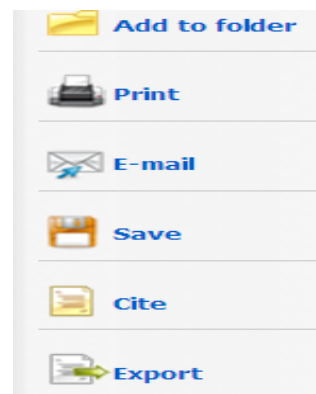 Add to folder
Print
E-mail
Save
Cite
Export